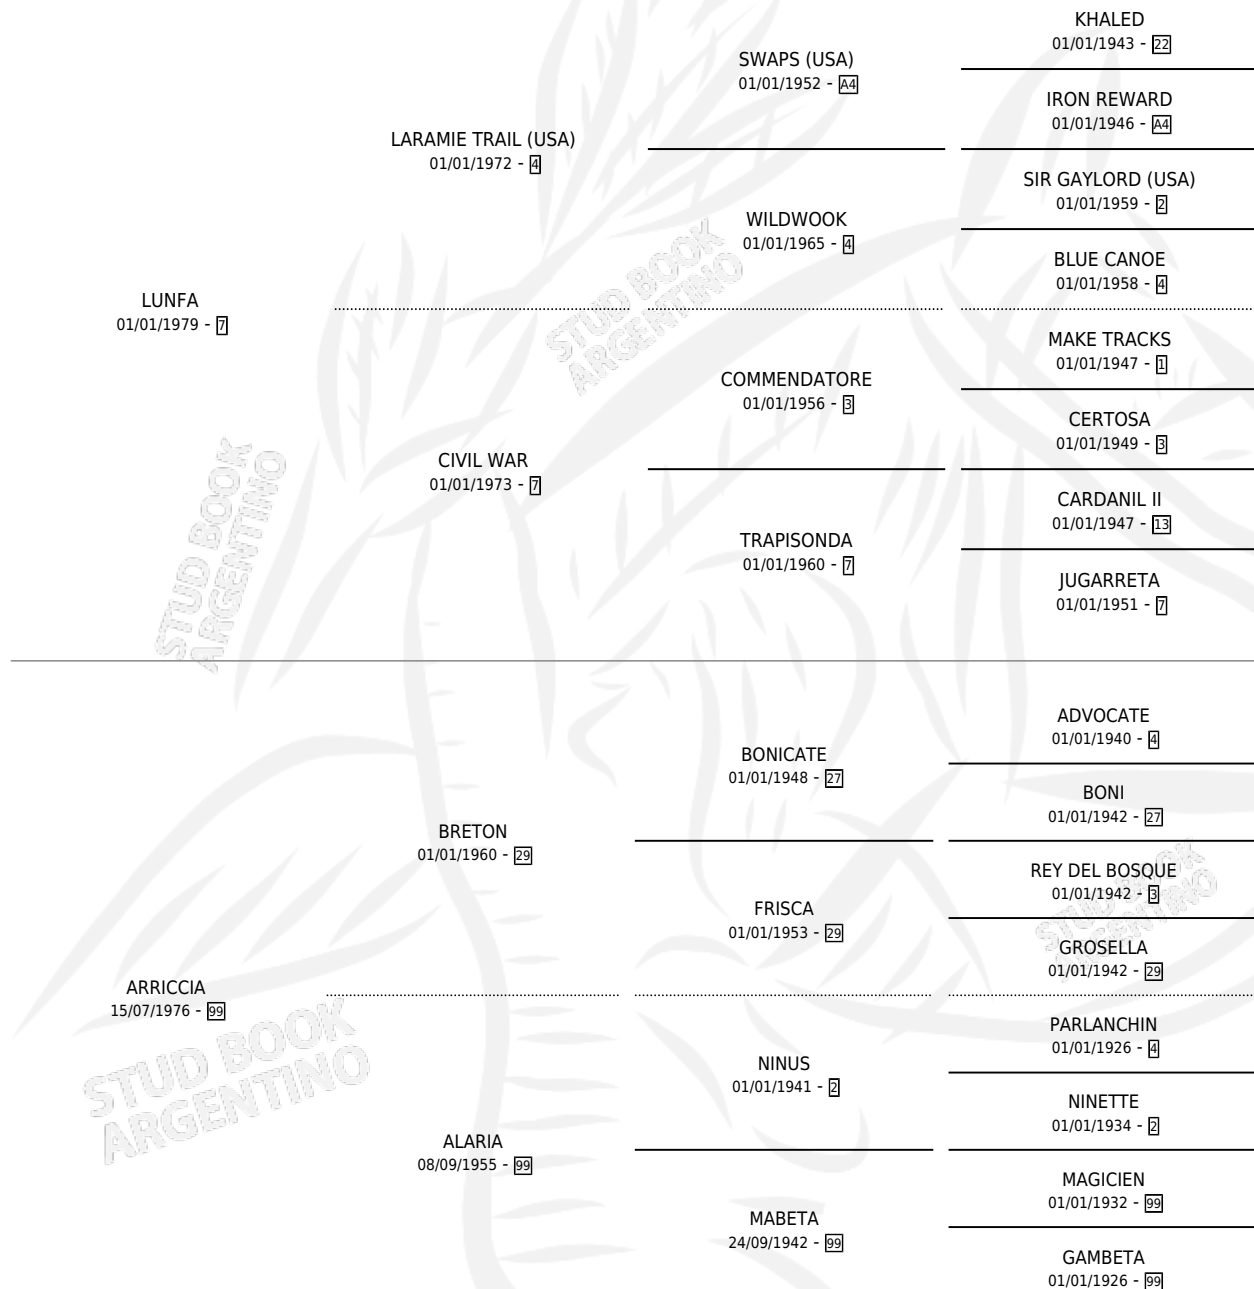 KHALED
01/01/1943 - 22
SWAPS (USA)
01/01/1952 - A4
IRON REWARD
01/01/1946 - A4
LARAMIE TRAIL (USA)
01/01/1972 - 4
SIR GAYLORD (USA)
01/01/1959 - 2
WILDWOOK
01/01/1965 - 4
BLUE CANOE
01/01/1958 - 4
LUNFA
01/01/1979 - 7
STUD BOOK
ARGENTINO
MAKE TRACKS
01/01/1947 - 1
COMMENDATORE
01/01/1956 - 3
CERTOSA
01/01/1949 - 3
CIVIL WAR
01/01/1973 - 7
CARDANIL II
01/01/1947 - 13
TRAPISONDA
01/01/1960 - 7
JUGARRETA
01/01/1951 - 7
STUD BOOK
ARGENTINO
ADVOCATE
01/01/1940 - 4
BONICATE
01/01/1948 - 27
BONI
01/01/1942 - 27
BRETON
01/01/1960 - 29
REY DEL BOSQUE
01/01/1942 - 3
FRISCA
01/01/1953 - 29
GROSELLA
01/01/1942 - 29
STUD BOOK
ARGENTINO
ARRICCIA
15/07/1976 - 99
PARLANCHIN
01/01/1926 - 4
NINUS
01/01/1941 - 2
NINETTE
01/01/1934 - 2
STUD BOOK
ARGENTINO
ALARIA
08/09/1955 - 99
MAGICIEN
01/01/1932 - 99
MABETA
24/09/1942 - 99
GAMBETA
01/01/1926 - 99